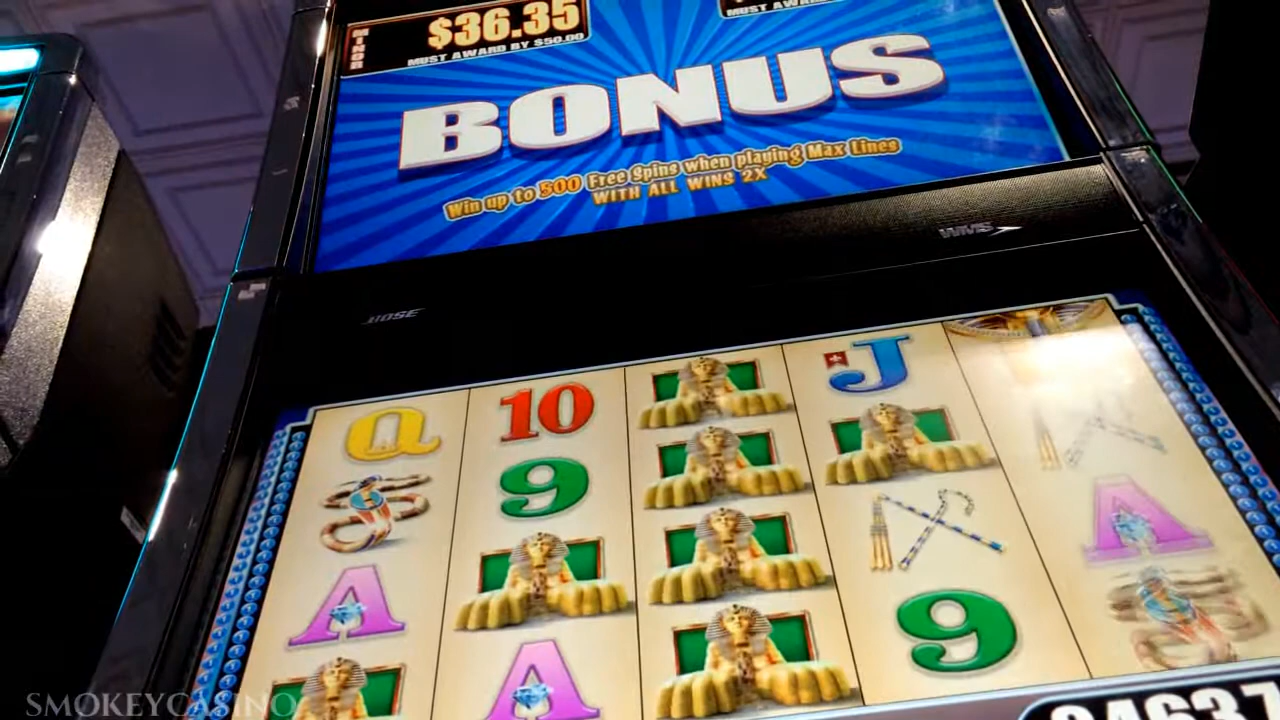 MINOR
$36.35
MUST AWARD BY $50.00
BONUS
Win up to 500 Free Spins when playing Max Lines
WITH ALL WINS 2X
WMS
BOSE
Q 10 J
9
A A
A 9
SMOKEYCASINO